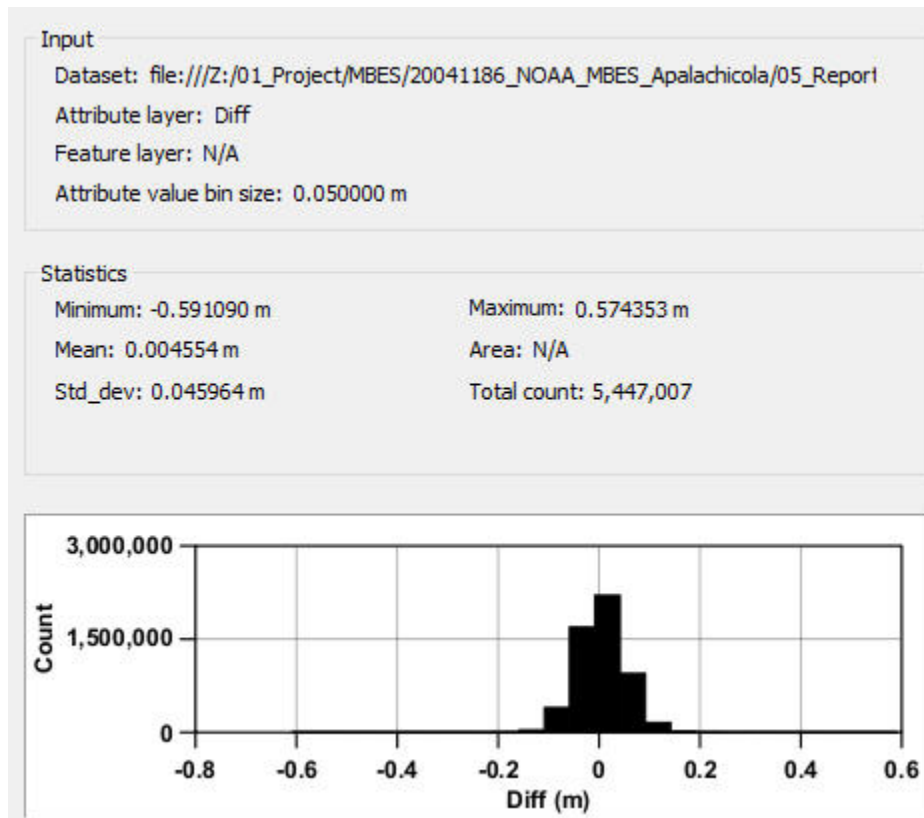 Input
Dataset: file:///Z:/01_Project/MBES/20041186_NOAA_MBES_Apalachicola/05_Report
Attribute layer: Diff
Feature layer: N/A
Attribute value bin size: 0.050000 m
Statistics
Minimum: -0.591090 m
Maximum: 0.574353 m
Mean: 0.004554 m
Area: N/A
Std_dev: 0.045964 m
Total count: 5,447,007
3,000,000
1,500,000
0
Count
-0.8 -0.6 -0.4 -0.2 0 0.2 0.4 0.6
Diff (m)